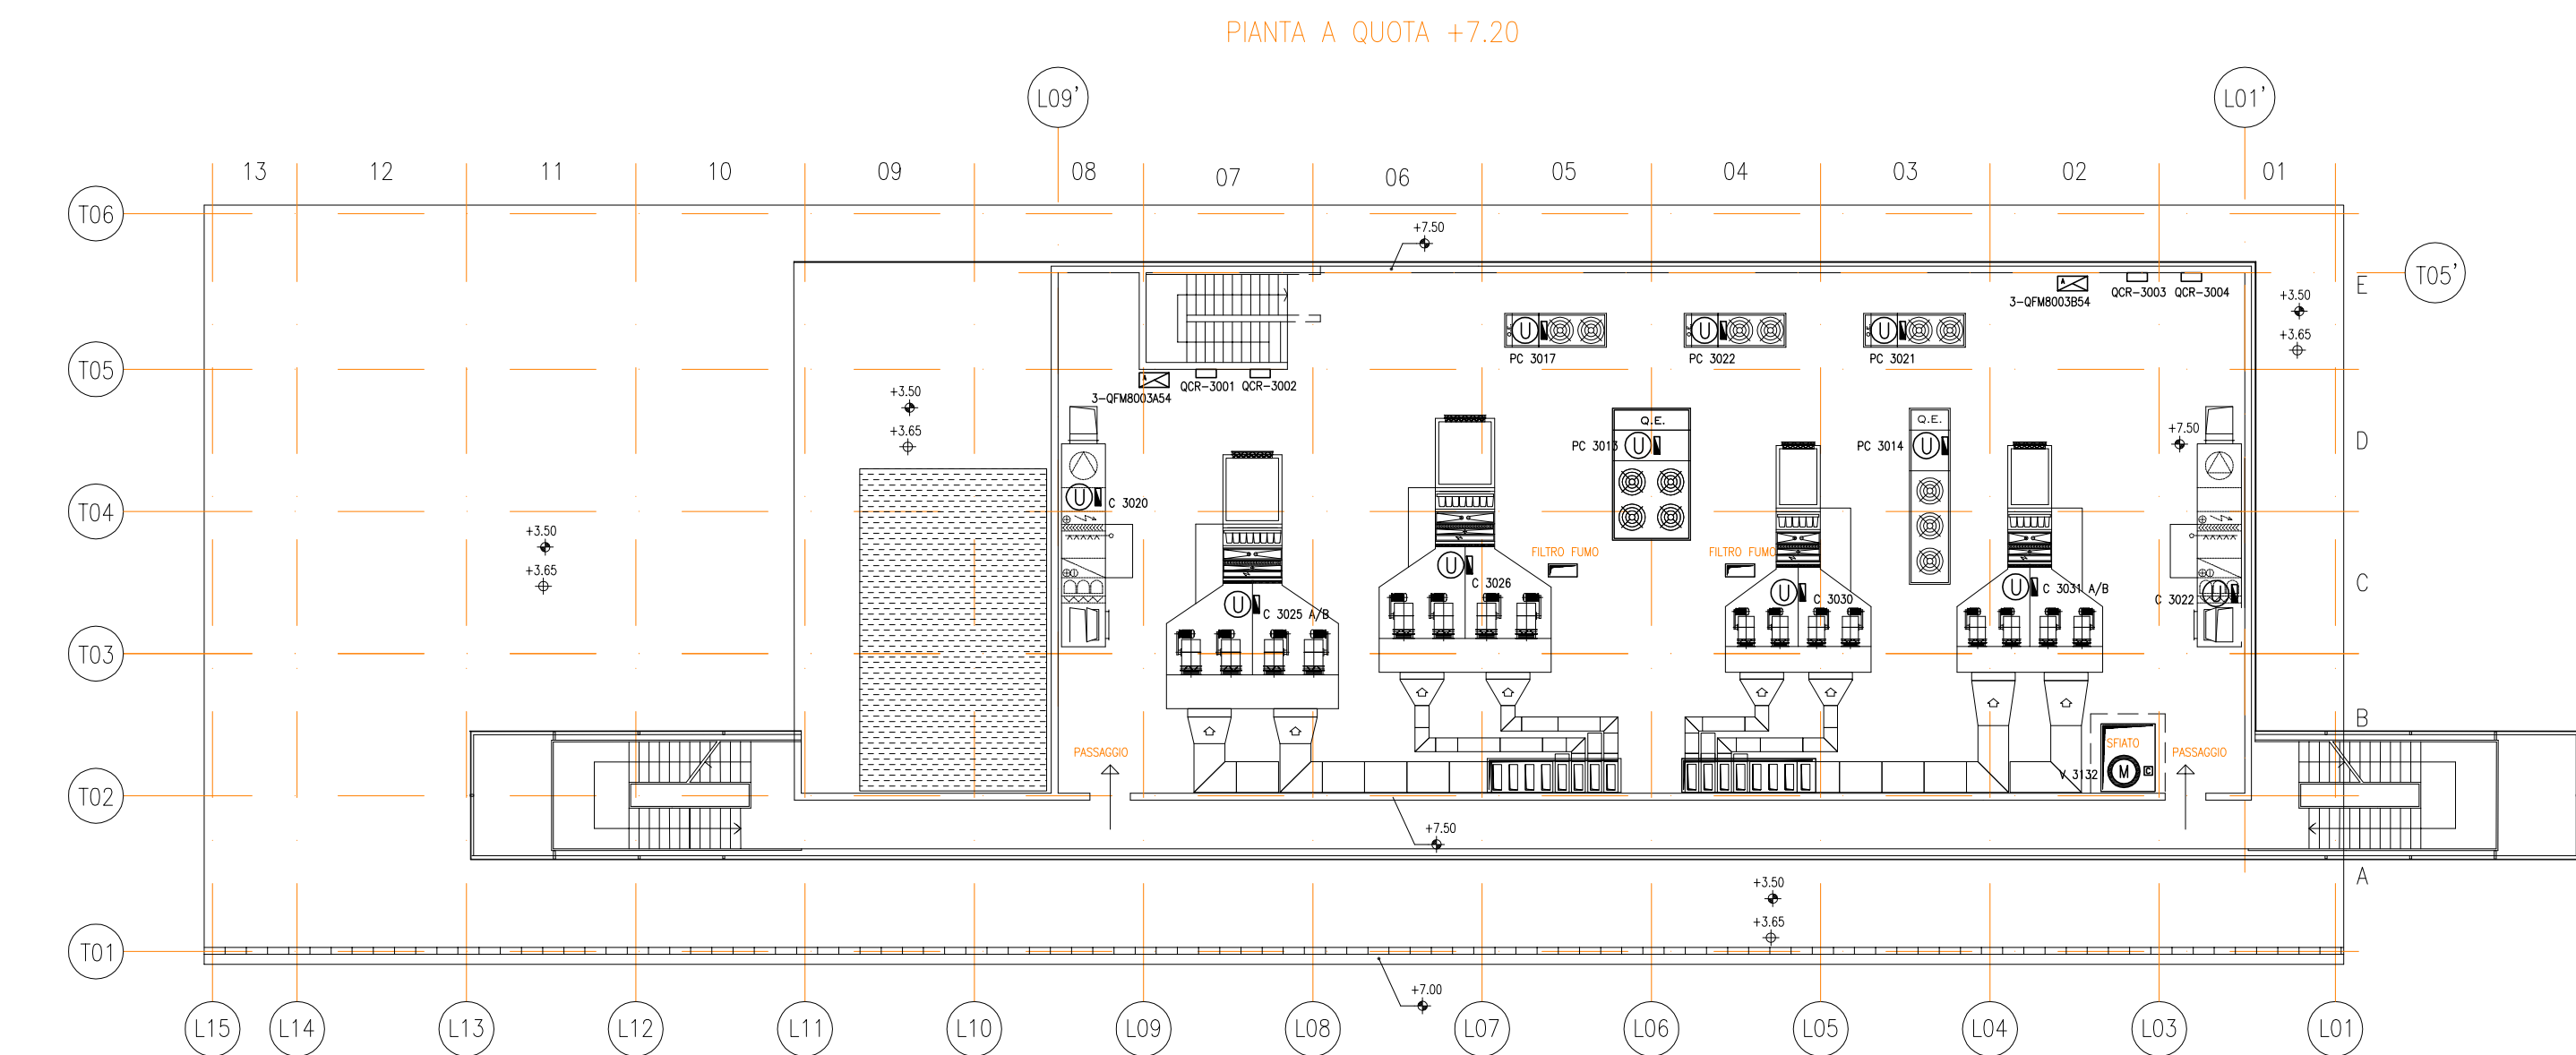 PIANTA A QUOTA +7.20
L09'
L01'
13
12
11
10
09
08
07
06
05
04
03
02
01
T06
+7.50
T05'
E
3-QFM8003B54
QCR-3003
QCR-3004
+3.50
+3.65
U
U
U
PC 3017
PC 3022
PC 3021
T05
A
QCR-3001
QCR-3002
3-QFM8003A54
+3.50
+3.65
Q.E.
Q.E.
+7.50
PC 3013
U
PC 3014
U
D
U
C 3020
T04
+3.50
+3.65
FILTRO FUMO
FILTRO FUMO
U
C 3026
U
C 3030
U
C 3031 A/B
C 3022
U
C
U
C 3025 A/B
T03
B
PASSAGGIO
SFIATO
PASSAGGIO
V 3132
M
C
T02
+7.50
A
+3.50
+3.65
T01
+7.00
L15
L14
L13
L12
L11
L10
L09
L08
L07
L06
L05
L04
L03
L01